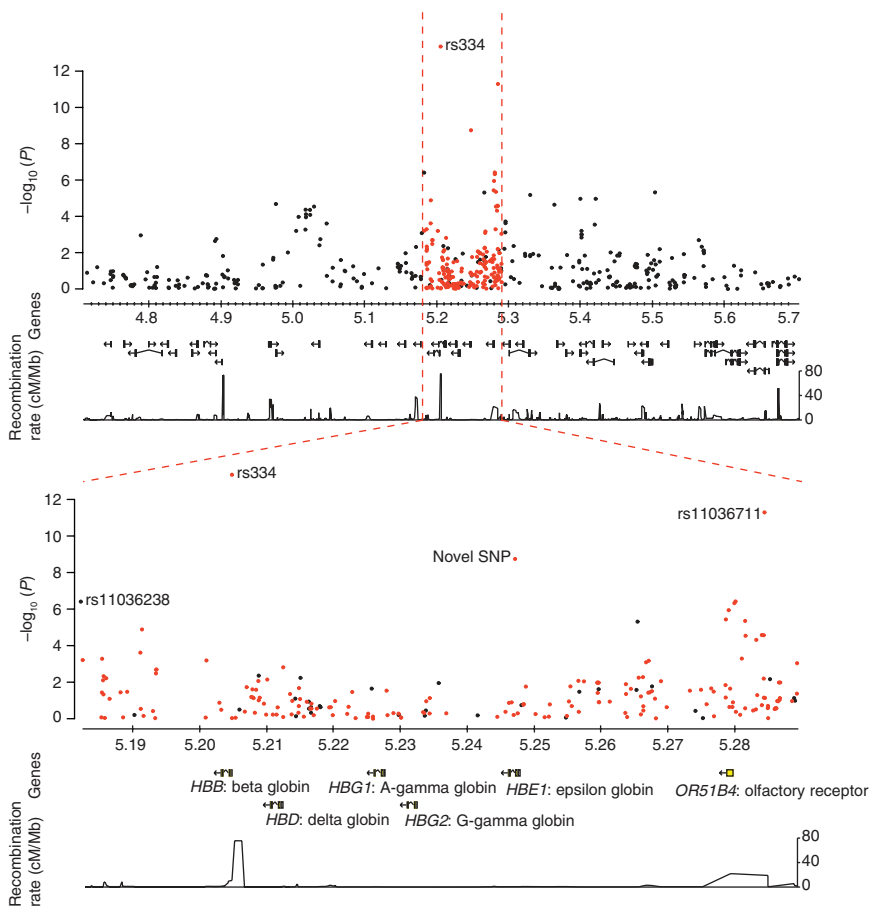 rs334
12
10
8
6
4
2
0
–log10 (P)
4.8 4.9 5.0 5.1 5.2 5.3 5.4 5.5 5.6 5.7
Genes
Recombination
rate (cM/Mb)
80
40
0
rs334
12
10
8
6
4
2
0
–log10 (P)
rs11036711
Novel SNP
rs11036238
5.19 5.20 5.21 5.22 5.23 5.24 5.25 5.26 5.27 5.28
Genes
HBB: beta globin
HBG1: A-gamma globin
HBE1: epsilon globin
OR51B4: olfactory receptor
HBD: delta globin
HBG2: G-gamma globin
Recombination
rate (cM/Mb)
80
40
0